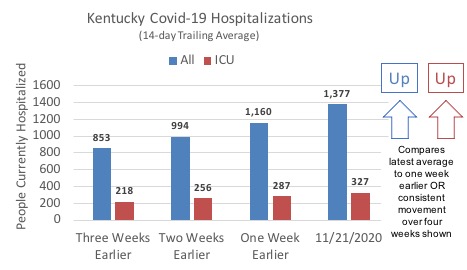 Kentucky Covid-19 Hospitalizations
(14-day Trailing Average)
All ICU
People Currently Hospitalized
1600
1400
1200
1000
800
600
400
200
0
853
218
994
256
1,160
287
1,377
327
Three Weeks
Earlier
Two Weeks
Earlier
One Week
Earlier
11/21/2020
Up Up
Compares
latest average
to one week
earlier OR
consistent
movement
over four
weeks shown